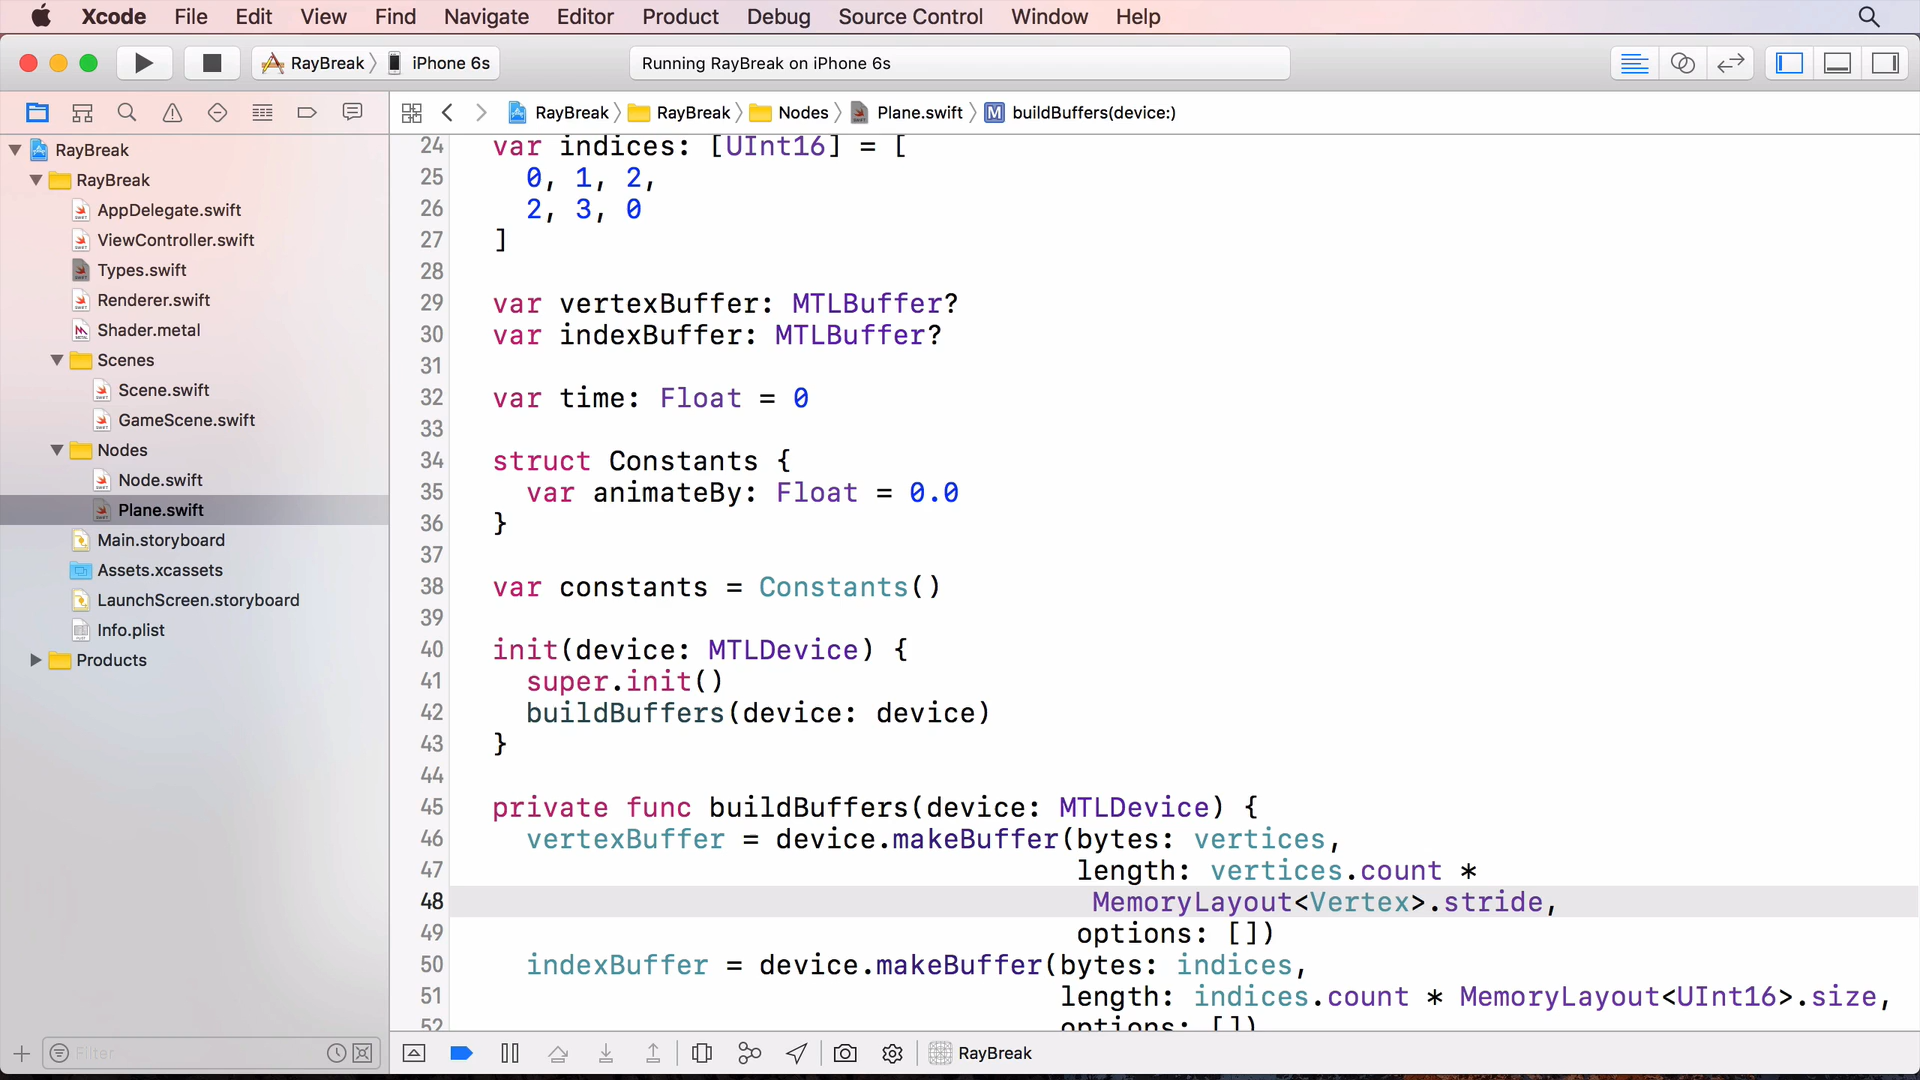 Xcode File Edit View Find Navigate Editor Product Debug Source Control Window Help
RayBreak iPhone 6s Running RayBreak on iPhone 6s
RayBreak RayBreak Nodes Plane.swift M buildBuffers(device:)
RayBreak
RayBreak
AppDelegate.swift
ViewController.swift
Types.swift
Renderer.swift
Shader.metal
Scenes
Scene.swift
GameScene.swift
Nodes
Node.swift
Plane.swift
Main.storyboard
Assets.xcassets
LaunchScreen.storyboard
Info.plist
Products
Filter
24 var indices: [UInt16] = [
25 0, 1, 2,
26 2, 3, 0
27 ]
28
29 var vertexBuffer: MTLBuffer?
30 var indexBuffer: MTLBuffer?
31
32 var time: Float = 0
33
34 struct Constants {
35 var animateBy: Float = 0.0
36 }
37
38 var constants = Constants()
39
40 init(device: MTLDevice) {
41 super.init()
42 buildBuffers(device: device)
43 }
44
45 private func buildBuffers(device: MTLDevice) {
46 vertexBuffer = device.makeBuffer(bytes: vertices,
47 length: vertices.count *
48 MemoryLayout<Vertex>.stride,
49 options: [])
50 indexBuffer = device.makeBuffer(bytes: indices,
51 length: indices.count * MemoryLayout<UInt16>.size,
52 options: [])
RayBreak